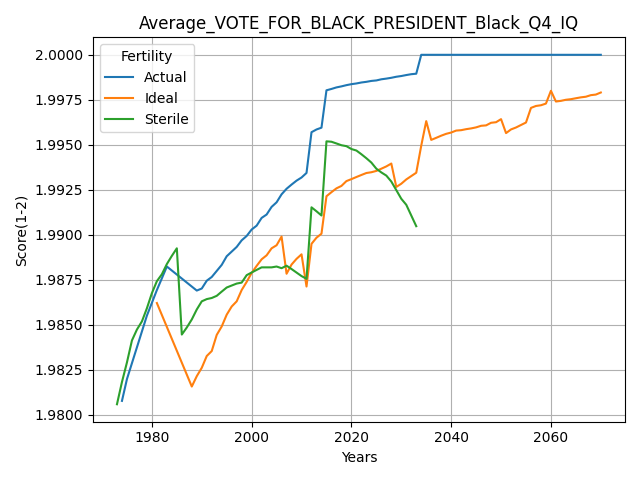 Average_VOTE_FOR_BLACK_PRESIDENT_Black_Q4_IQ
Fertility
Actual
Ideal
Sterile
Score(1-2)
2.0000
1.9975
1.9950
1.9925
1.9900
1.9875
1.9850
1.9825
1.9800
1980 2000 2020 2040 2060
Years